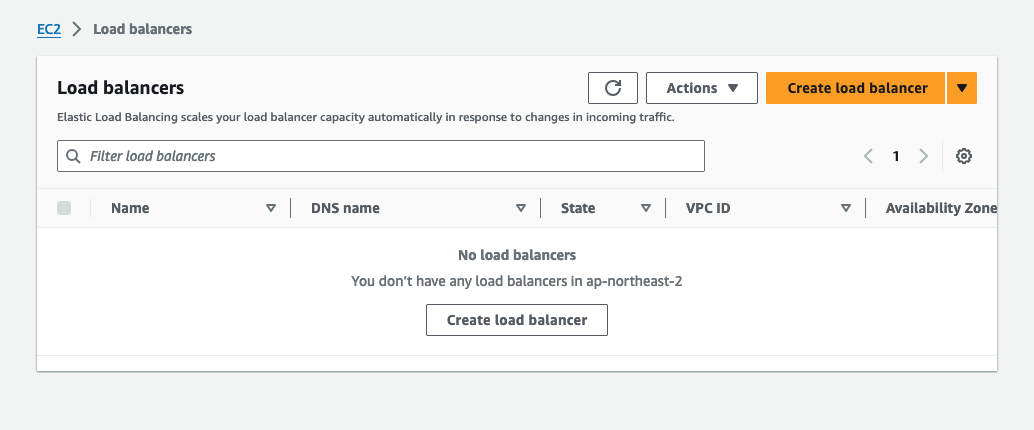 EC2 > Load balancers
Load balancers
Actions
Create load balancer
Elastic Load Balancing scales your load balancer capacity automatically in response to changes in incoming traffic.
Filter load balancers
1
Name DNS name State VPC ID Availability Zone
No load balancers
You don't have any load balancers in ap-northeast-2
Create load balancer